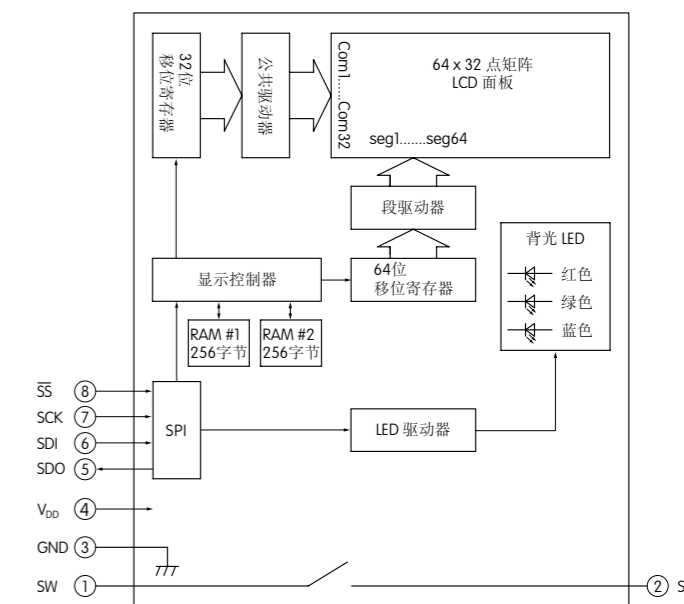 32位
移位寄存器
公共驱动器
Com1......Com32
64 x 32 点矩阵
LCD 面板
seg1.......seg64
段驱动器
背光 LED
红色
绿色
蓝色
显示控制器
64位
移位寄存器
RAM #1
256字节
RAM #2
256字节
SS 8
SCK 7
SDI 6
SDO 5
SPI
LED 驱动器
VDD 4
GND 3
SW 1
2 S